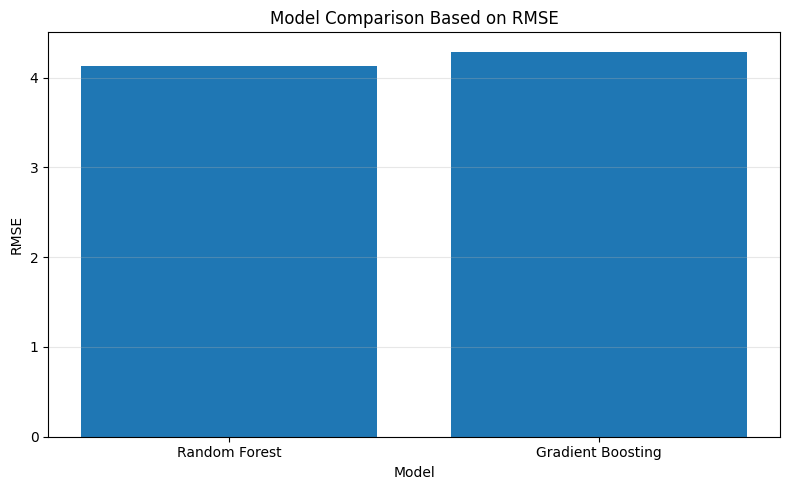 Model Comparison Based on RMSE
RMSE
4
3
2
1
0
Random Forest
Gradient Boosting
Model